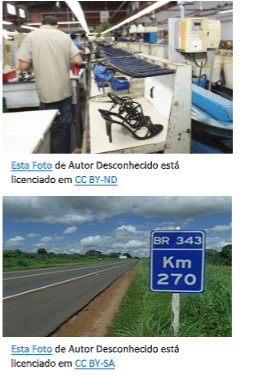 Esta Foto de Autor Desconhecido está
licenciado em CC BY-ND
BR 343
Km
270
Esta Foto de Autor Desconhecido está
licenciado em CC BY-SA